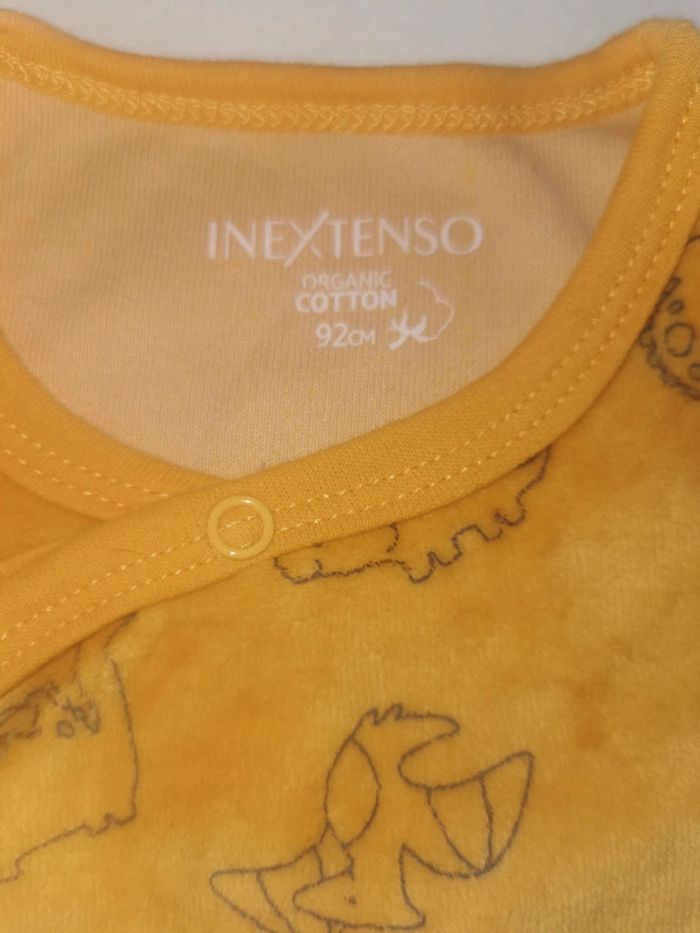 INEXTENSO
ORGANIC
COTTON
92CM